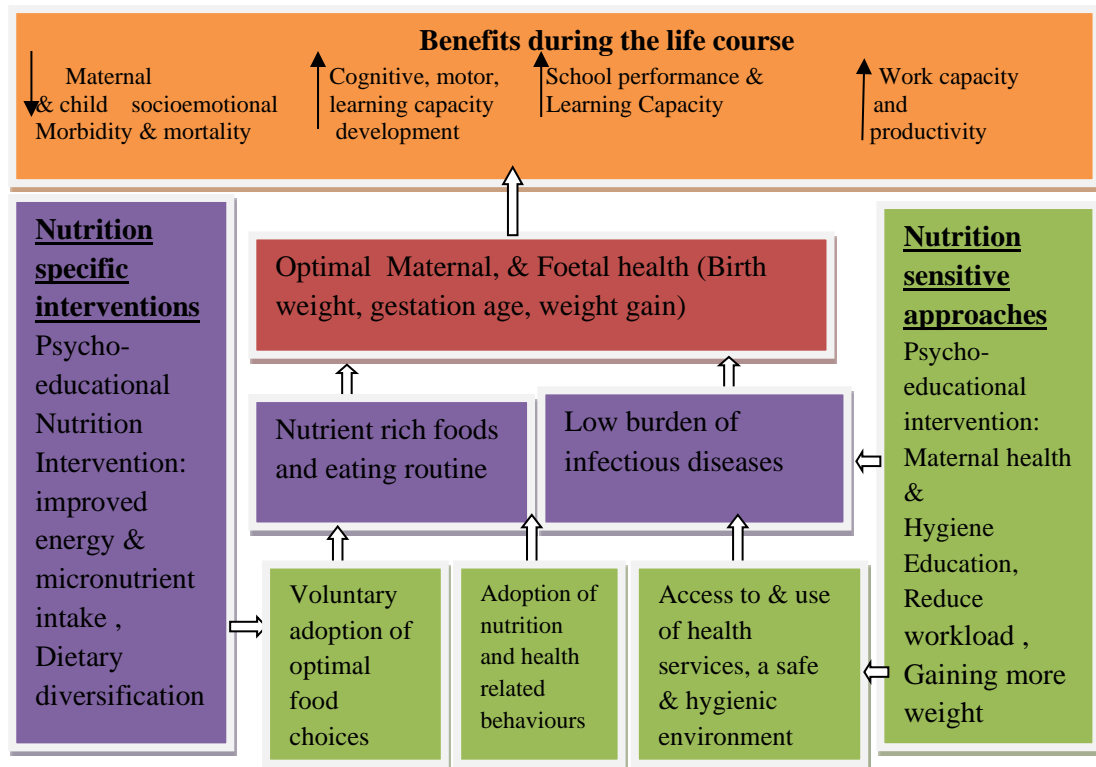 Benefits during the life course
Maternal
& child socioemotional
Morbidity & mortality
Cognitive, motor,
learning capacity
development
School performance &
Learning Capacity
Work capacity
and
productivity
Nutrition
specific
interventions
Psycho-
educational
Nutrition
Intervention:
improved
energy &
micronutrient
intake ,
Dietary
diversification
Optimal Maternal, & Foetal health (Birth
weight, gestation age, weight gain)
Nutrient rich foods
and eating routine
Low burden of
infectious diseases
Voluntary
adoption of
optimal
food
choices
Adoption of
nutrition
and health
related
behaviours
Access to & use
of health
services, a safe
& hygienic
environment
Nutrition
sensitive
approaches
Psycho-
educational
intervention:
Maternal health
&
Hygiene
Education,
Reduce
workload ,
Gaining more
weight